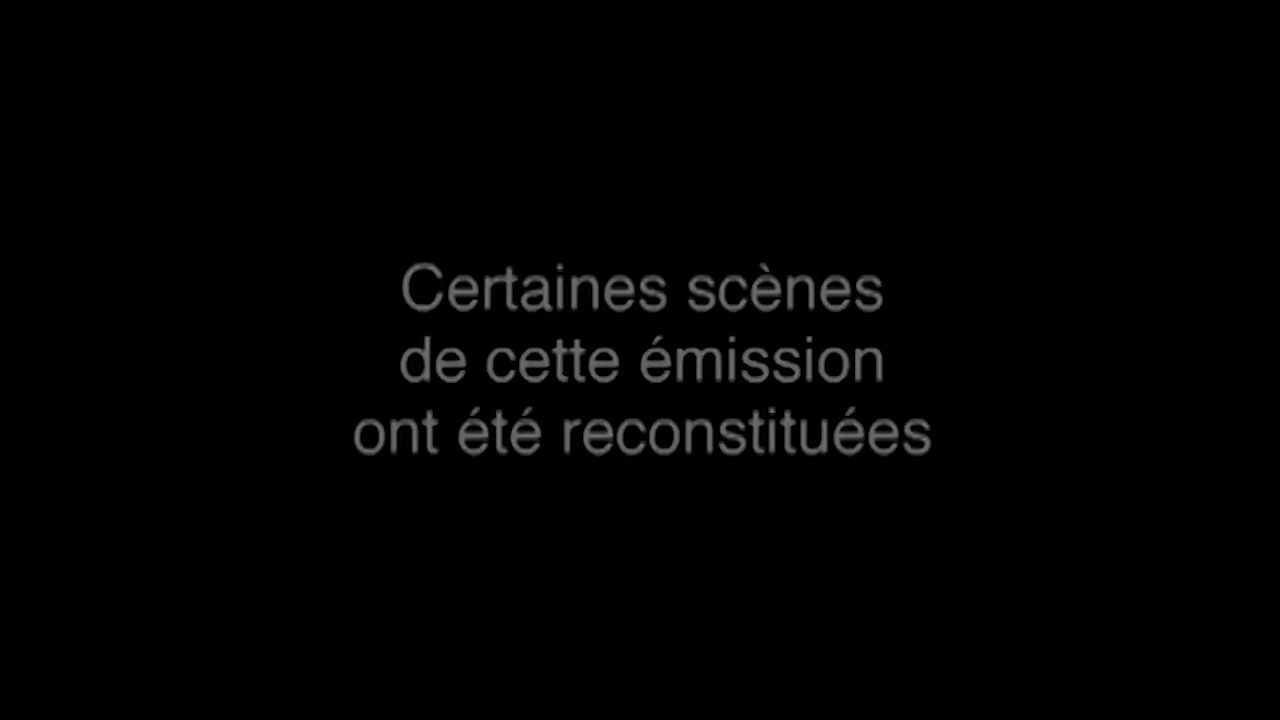 Certaines scènes
de cette émission
ont été reconstituées